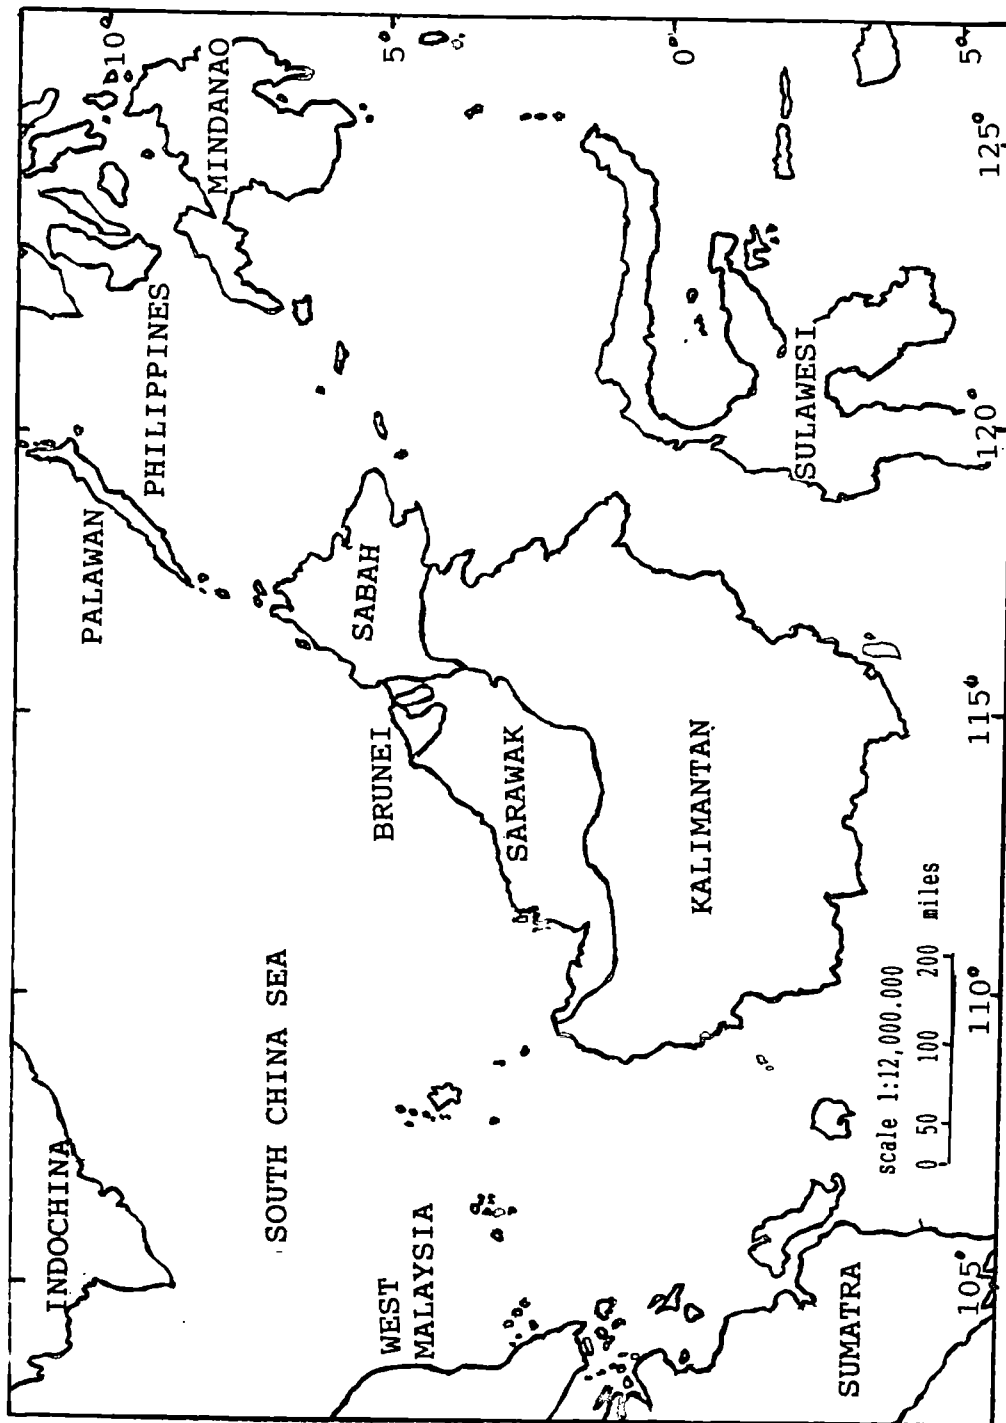 INDOCHINA
PALAWAN
10°
PHILIPPINES
MINDANAO
SOUTH CHINA SEA
WEST
MALAYSIA
BRUNEI
SABAH
5°
SARAWAK
KALIMANTAN
0°
SUMATRA
SULAWESI
scale 1:12,000.000
0 50 100 200 miles
5°
105°
110°
115°
120°
125°